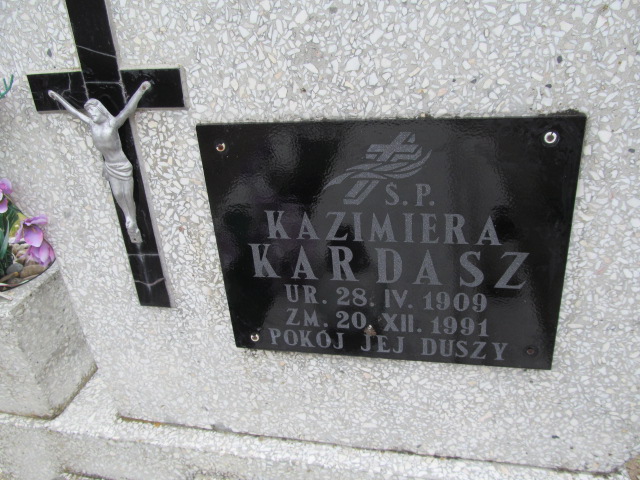 Ś.P.
KAZIMIERA
KARDASZ
UR. 28. IV. 1909
ZM. 20. XII. 1991
POKÓJ JEJ DUSZY